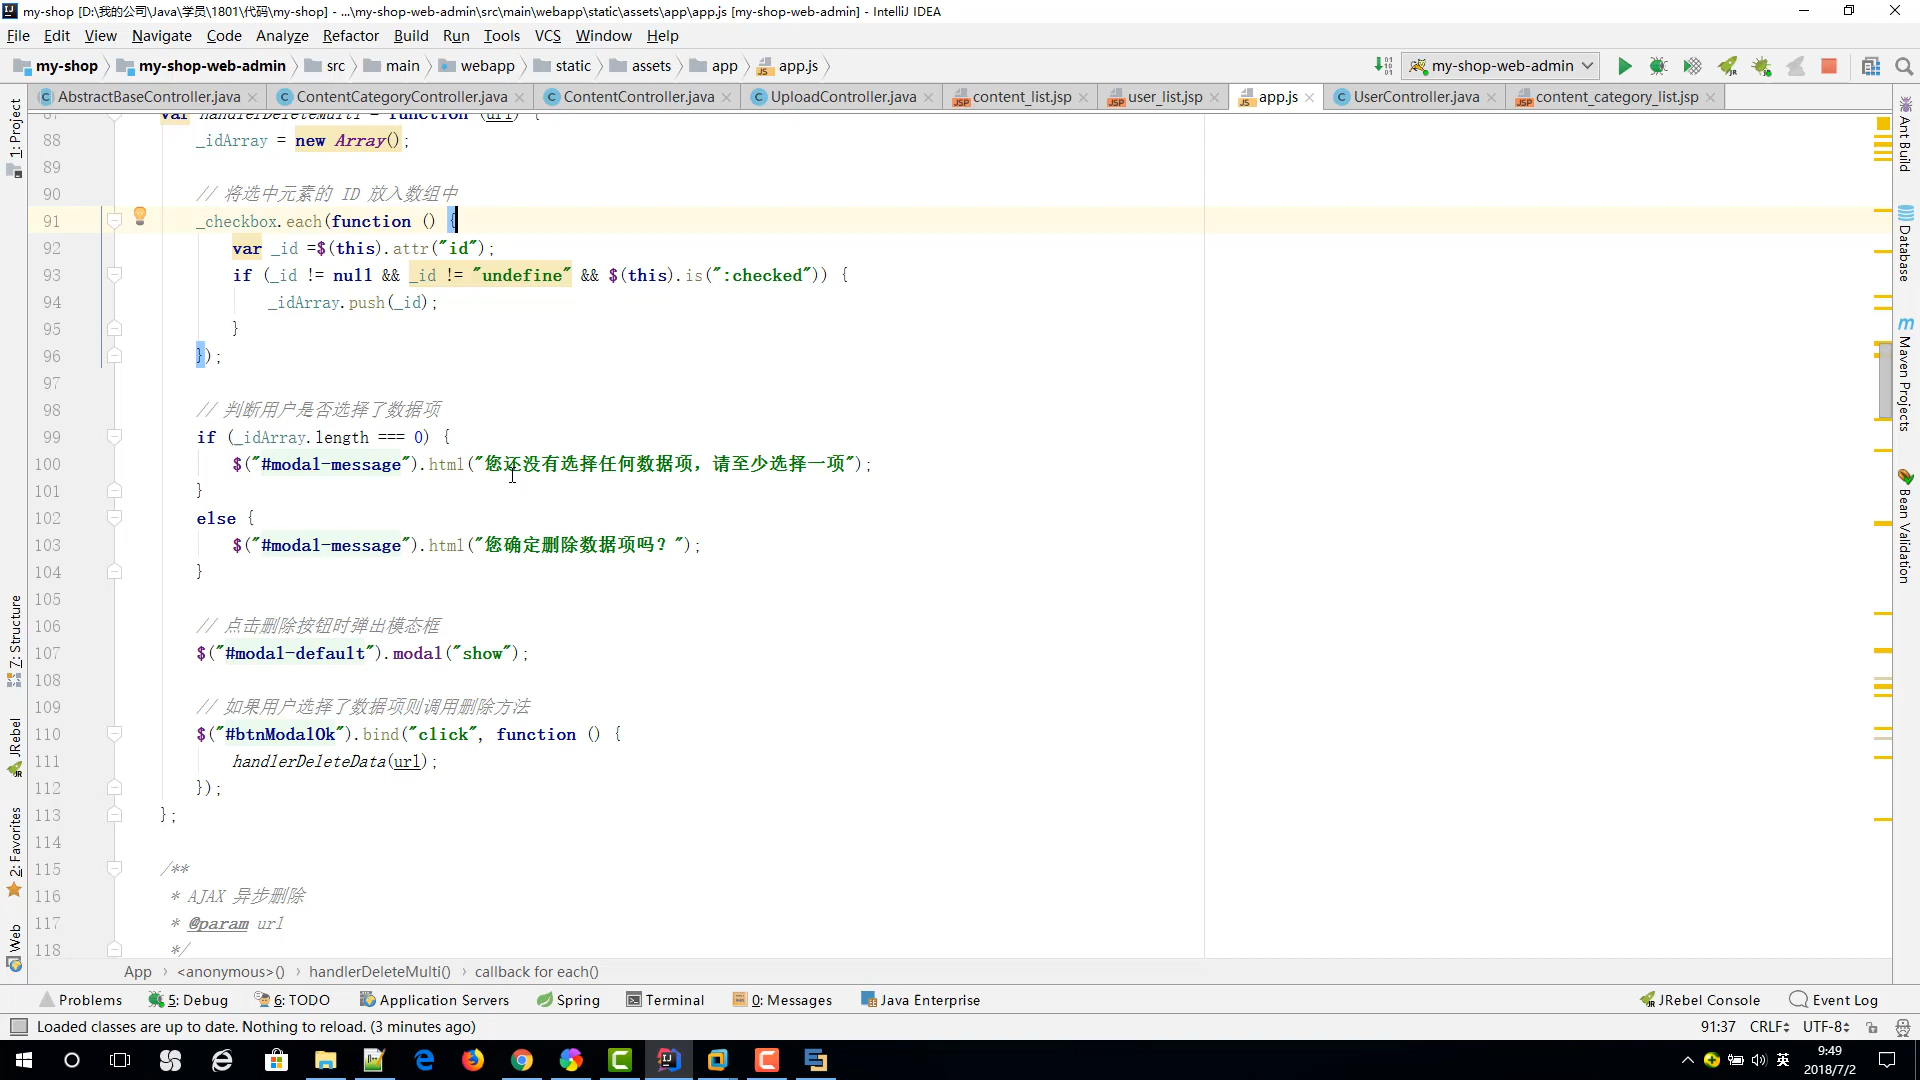 my-shop [D:\我的公司\Java\学员\1801\代码\my-shop] - ...\my-shop-web-admin\src\main\webapp\static\assets\app\app.js [my-shop-web-admin] - IntelliJ IDEA
File Edit View Navigate Code Analyze Refactor Build Run Tools VCS Window Help
my-shop my-shop-web-admin src main webapp static assets app app.js my-shop-web-admin
AbstractBaseController.java ContentCategoryController.java ContentController.java UploadController.java content_list.jsp user_list.jsp app.js UserController.java content_category_list.jsp
87 var handlerDeleteMulti = function (url) {
88 _idArray = new Array();
89
90 // 将选中元素的 ID 放入数组中
91 _checkbox.each(function () {
92 var _id =$(this).attr("id");
93 if (_id != null && _id != "undefine" && $(this).is(":checked")) {
94 _idArray.push(_id);
95 }
96 });
97
98 // 判断用户是否选择了数据项
99 if (_idArray.length === 0) {
100 $("#modal-message").html("您还没有选择任何数据项，请至少选择一项");
101 }
102 else {
103 $("#modal-message").html("您确定删除数据项吗？");
104 }
105
106 // 点击删除按钮时弹出模态框
107 $("#modal-default").modal("show");
108
109 // 如果用户选择了数据项则调用删除方法
110 $("#btnModalOk").bind("click", function () {
111 handlerDeleteData(url);
112 });
113 };
114
115 /**
116 * AJAX 异步删除
117 * @param url
118 */
1: Project
7: Structure
JRebel
2: Favorites
Web
Ant Build
Database
Maven Projects
Bean Validation
App <anonymous>() handlerDeleteMulti() callback for each()
Problems 5: Debug 6: TODO Application Servers Spring Terminal 0: Messages Java Enterprise JRebel Console Event Log
Loaded classes are up to date. Nothing to reload. (3 minutes ago) 91:37 CRLF UTF-8
英 9:49
2018/7/2